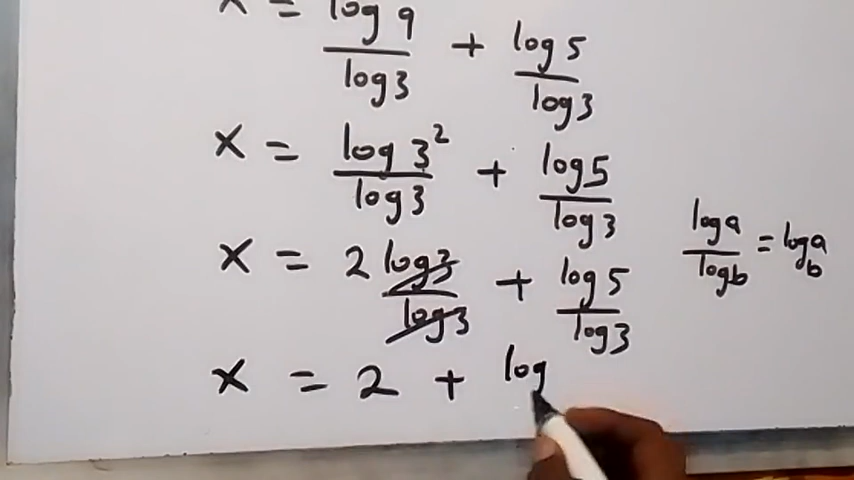 x = log 9 / log 3 + log 5 / log 3
x = log 3² / log 3 + log 5 / log 3
x = 2 log 3 / log 3 + log 5 / log 3
log a / log b = log_b a
x = 2 + log